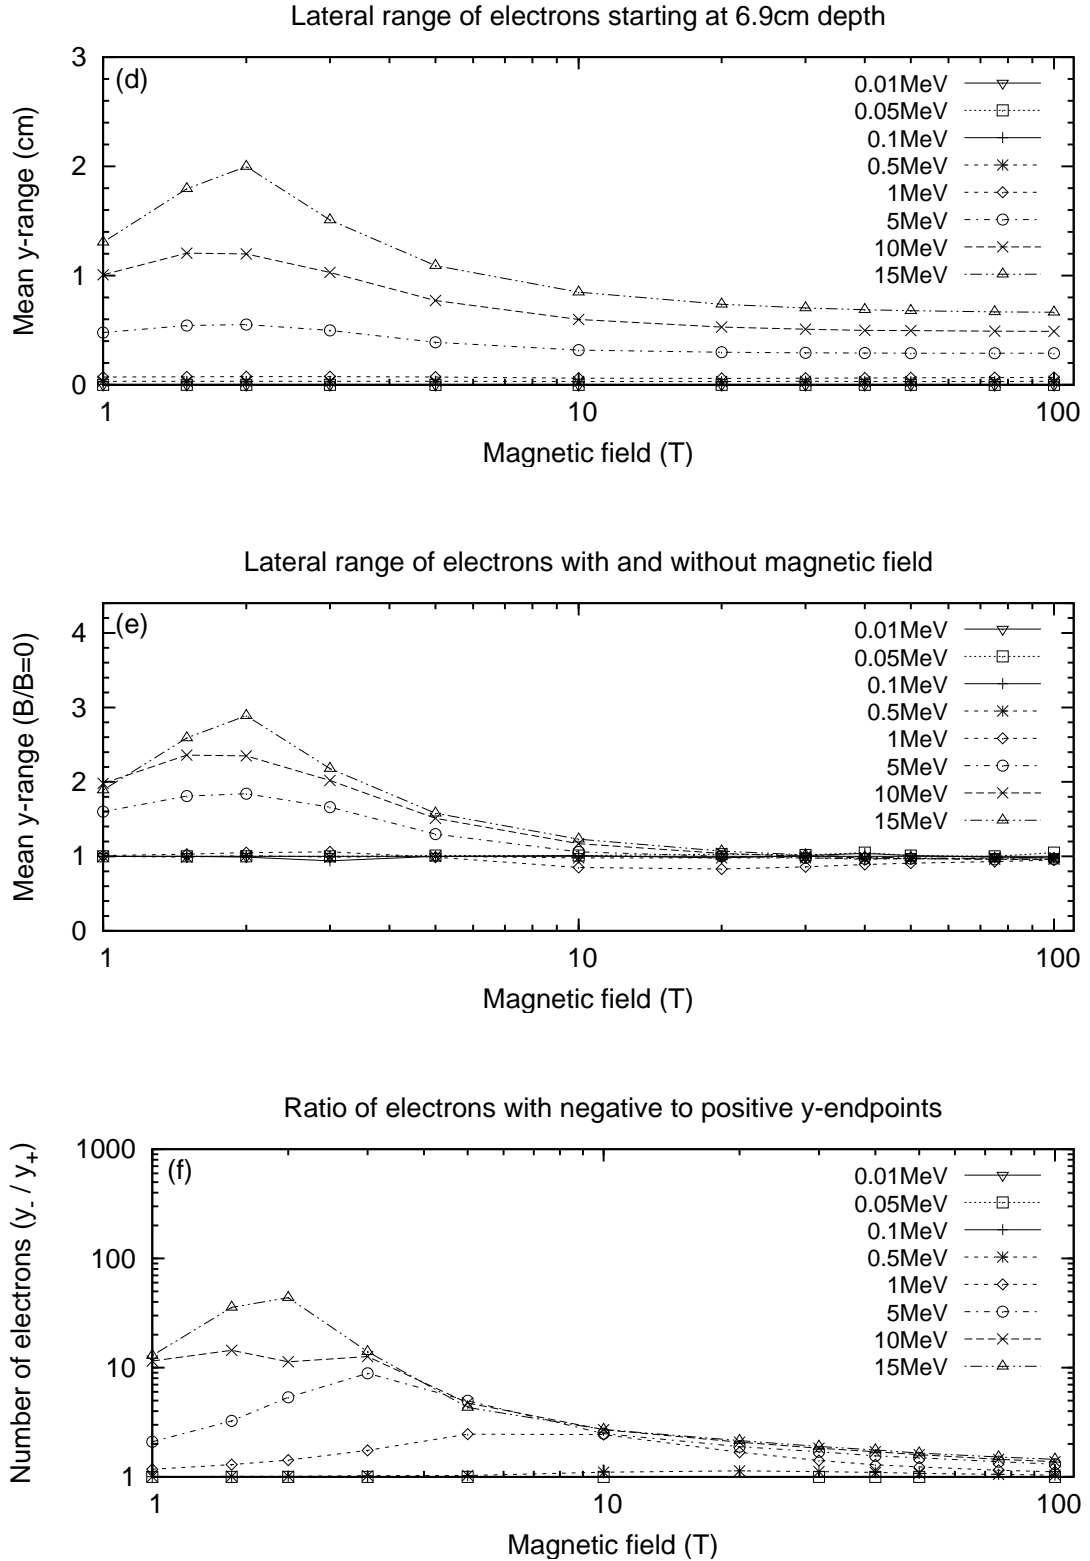 Lateral range of electrons starting at 6.9cm depth
(d)
Mean y-range (cm)
3
2
1
0
0.01MeV
0.05MeV
0.1MeV
0.5MeV
1MeV
5MeV
10MeV
15MeV
1
10
100
Magnetic field (T)
Lateral range of electrons with and without magnetic field
(e)
Mean y-range (B/B=0)
4
3
2
1
0
0.01MeV
0.05MeV
0.1MeV
0.5MeV
1MeV
5MeV
10MeV
15MeV
1
10
100
Magnetic field (T)
Ratio of electrons with negative to positive y-endpoints
(f)
Number of electrons (y- / y+)
1000
100
10
1
0.01MeV
0.05MeV
0.1MeV
0.5MeV
1MeV
5MeV
10MeV
15MeV
1
10
100
Magnetic field (T)